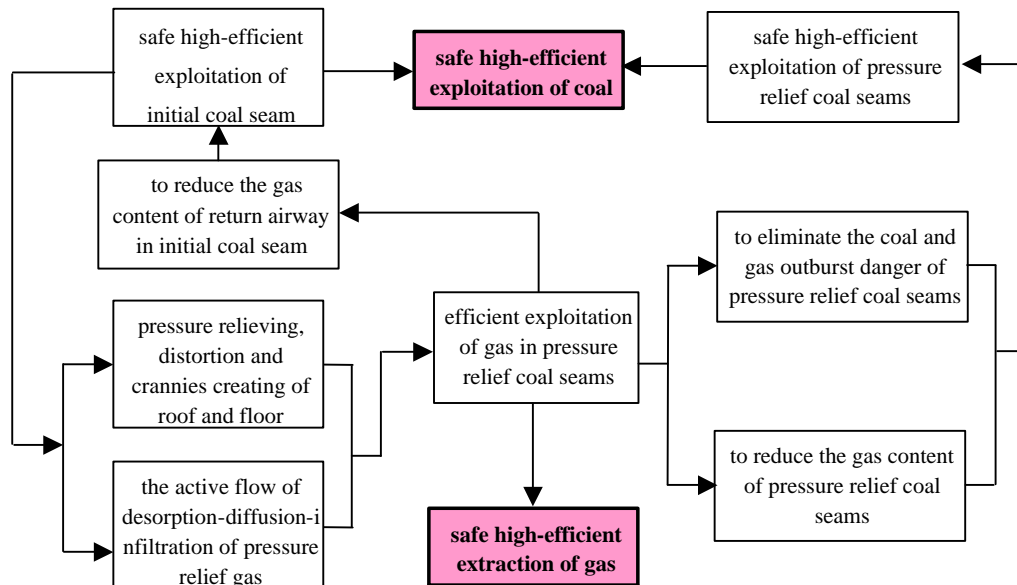 safe high-efficient
exploitation of
initial coal seam
safe high-efficient
exploitation of coal
safe high-efficient
exploitation of pressure
relief coal seams
to reduce the gas
content of return airway
in initial coal seam
to eliminate the coal and
gas outburst danger of
pressure relief coal seams
pressure relieving,
distortion and
crannies creating of
roof and floor
efficient exploitation
of gas in pressure
relief coal seams
the active flow of
desorption-diffusion-i
nfiltration of pressure
relief gas
to reduce the gas content
of pressure relief coal
seams
safe high-efficient
extraction of gas